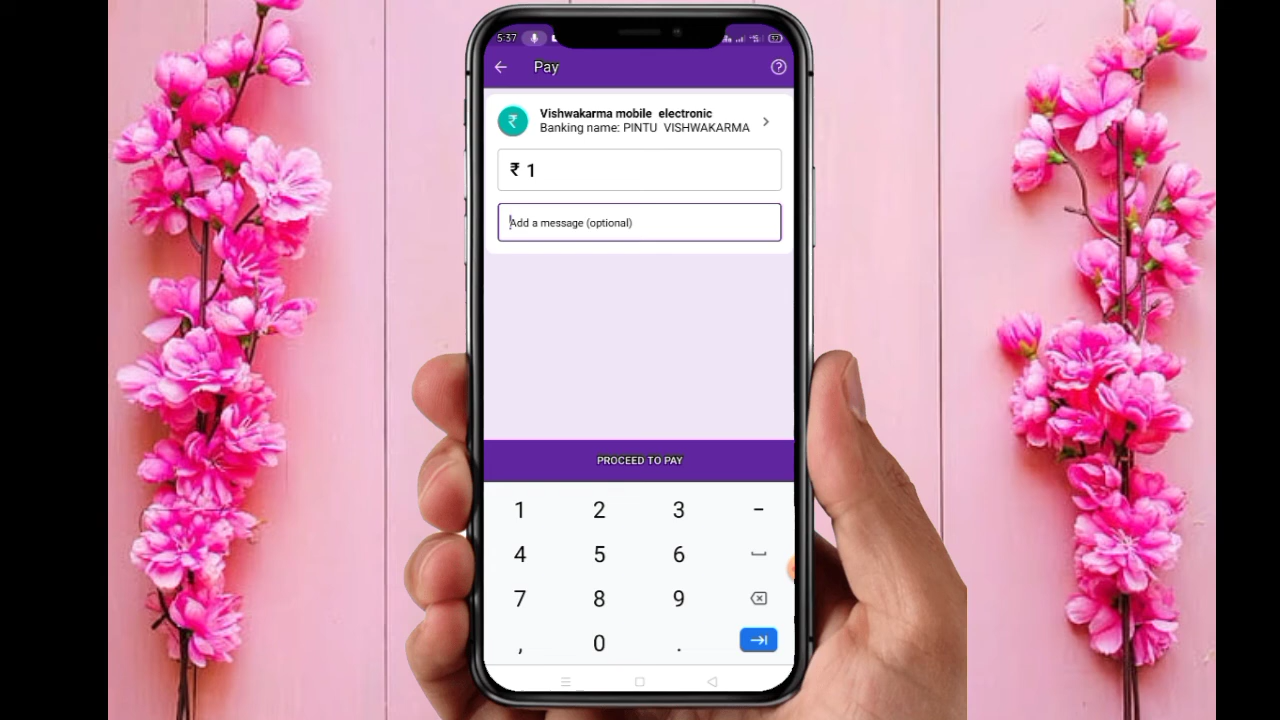 5:37
57
Pay
Vishwakarma mobile electronic
Banking name: PINTU VISHWAKARMA
₹ 1
Add a message (optional)
PROCEED TO PAY
1 2 3 -
4 5 6
7 8 9
, 0 .